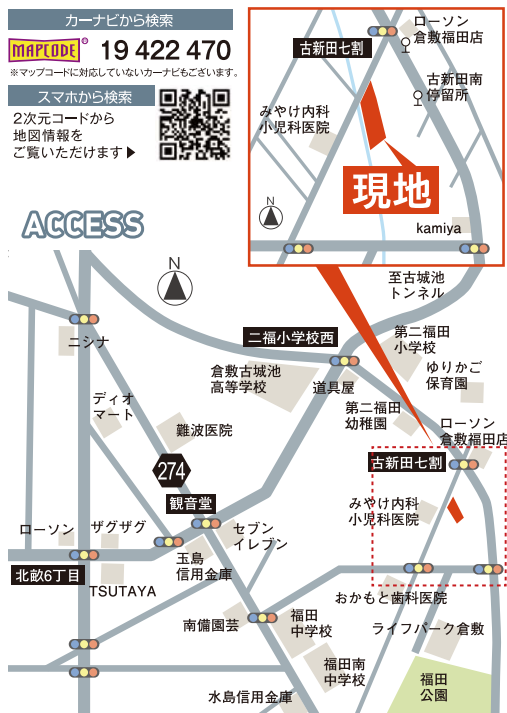 カーナビから検索
MAPCODE® 19 422 470
※マップコードに対応していないカーナビもございます。
スマホから検索
2次元コードから
地図情報を
ご覧いただけます▶
ローソン
倉敷福田店
古新田七割
古新田南
停留所
みやけ内科
小児科医院
現地
N
kamiya
ACCESS
N
至古城池
トンネル
二福小学校西
第二福田
小学校
ニシナ
倉敷古城池
高等学校
道具屋
ゆりかご
保育園
ディオ
マート
第二福田
幼稚園
難波医院
ローソン
倉敷福田店
古新田七割
274
観音堂
みやけ内科
小児科医院
ローソン
ザグザグ
セブン
イレブン
玉島
信用金庫
北畝6丁目
TSUTAYA
おかもと歯科医院
南備園芸
福田
中学校
ライフパーク倉敷
福田南
中学校
福田
公園
水島信用金庫